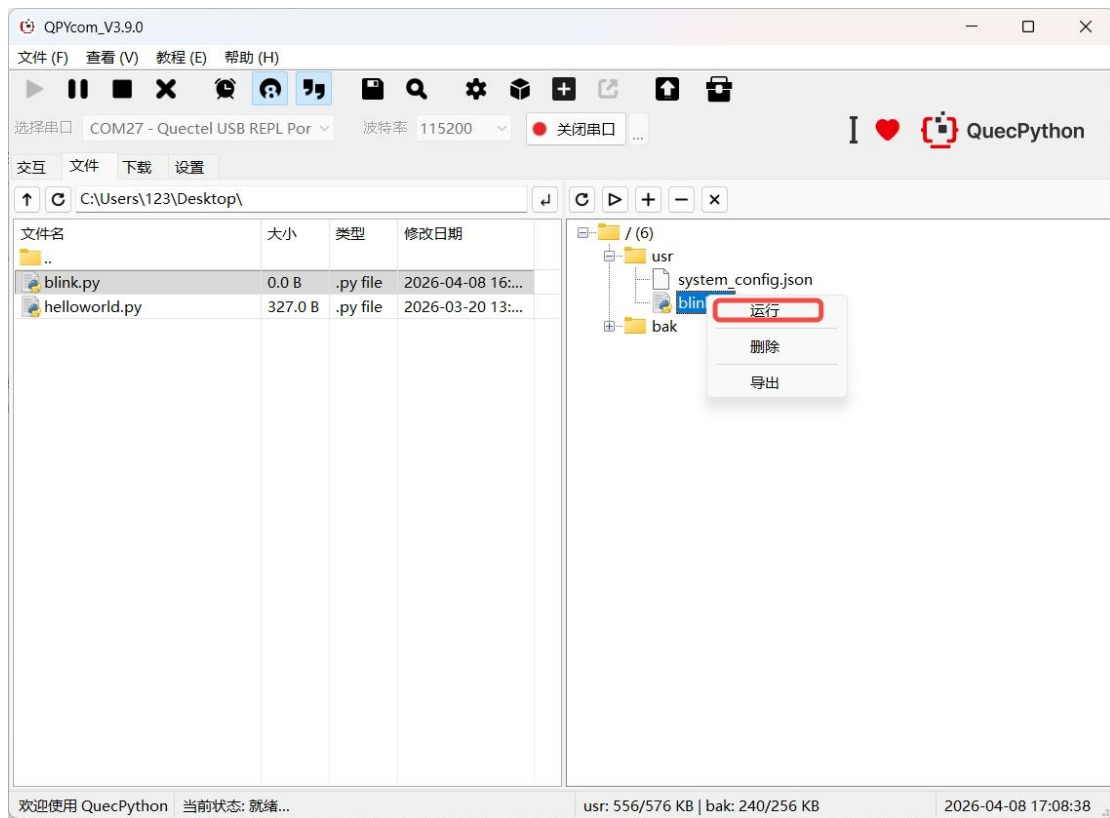 QPYcom_V3.9.0
文件 (F) 查看 (V) 教程 (E) 帮助 (H)
选择串口 COM27 - Quectel USB REPL Por 波特率 115200 关闭串口 ...
I QuecPython
交互 文件 下载 设置
C:\Users\123\Desktop\
文件名 大小 类型 修改日期
..
blink.py 0.0 B .py file 2026-04-08 16:...
helloworld.py 327.0 B .py file 2026-03-20 13:...
/ (6)
usr
system_config.json
blin
运行
bak
删除
导出
欢迎使用 QuecPython 当前状态: 就绪... usr: 556/576 KB | bak: 240/256 KB 2026-04-08 17:08:38